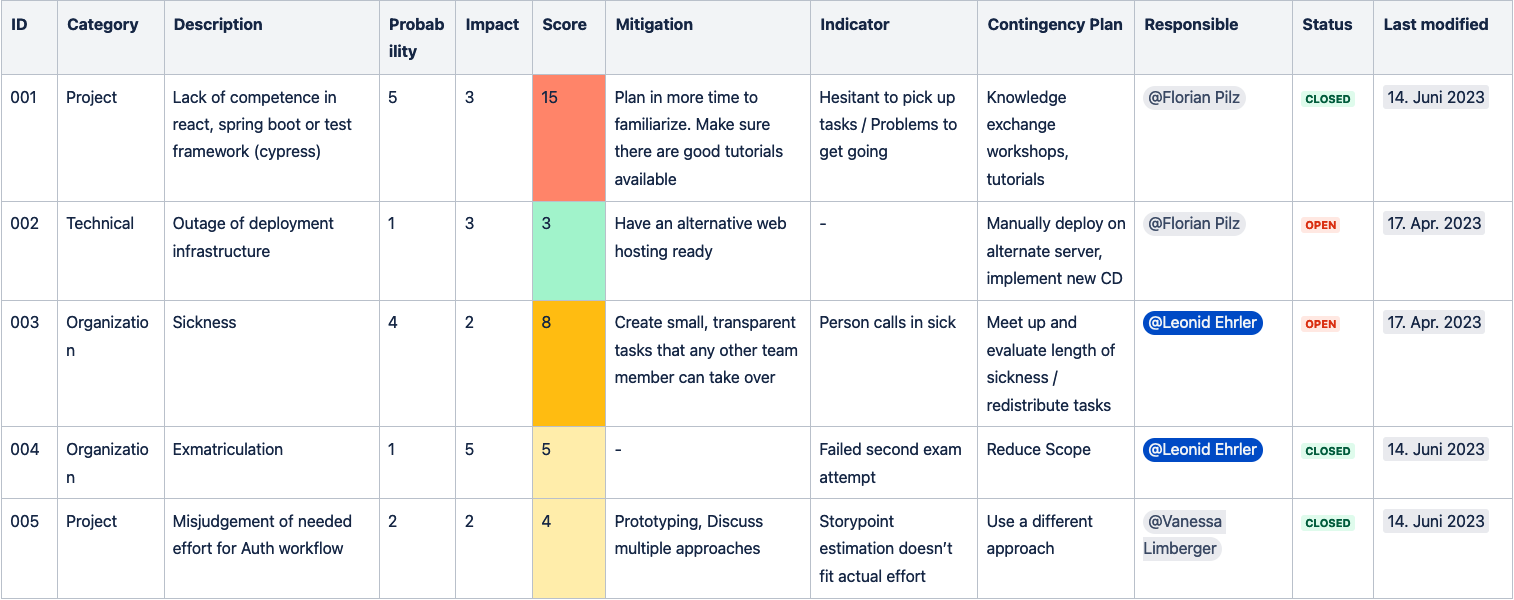 ID Category Description Probab Impact Score Mitigation Indicator Contingency Plan Responsible Status Last modified
ility
001 Project Lack of competence in 5 3 15 Plan in more time to Hesitant to pick up Knowledge @Florian Pilz CLOSED 14. Juni 2023
react, spring boot or test familiarize. Make sure tasks / Problems to exchange
framework (cypress) there are good tutorials get going workshops,
available tutorials
002 Technical Outage of deployment 1 3 3 Have an alternative web - Manually deploy on @Florian Pilz OPEN 17. Apr. 2023
infrastructure hosting ready alternate server,
implement new CD
003 Organizatio Sickness 4 2 8 Create small, transparent Person calls in sick Meet up and @Leonid Ehrler OPEN 17. Apr. 2023
n tasks that any other team evaluate length of
member can take over sickness /
redistribute tasks
004 Organizatio Exmatriculation 1 5 5 - Failed second exam Reduce Scope @Leonid Ehrler CLOSED 14. Juni 2023
n attempt
005 Project Misjudgement of needed 2 2 4 Prototyping, Discuss Storypoint Use a different @Vanessa CLOSED 14. Juni 2023
effort for Auth workflow multiple approaches estimation doesn’t approach Limberger
fit actual effort